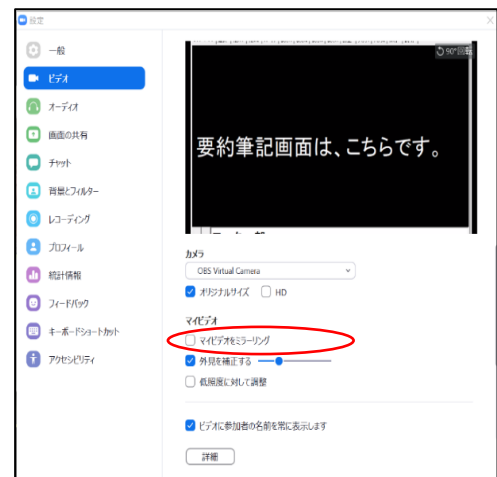 設定
一般
ビデオ
オーディオ
画面の共有
チャット
背景とフィルター
レコーディング
プロフィール
統計情報
フィードバック
キーボードショートカット
アクセシビリティ
90°回転
要約筆記画面は、こちらです。
カメラ
OBS Virtual Camera
オリジナルサイズ HD
マイビデオ
マイビデオをミラーリング
外見を補正する
低照度に対して調整
ビデオに参加者の名前を常に表示します
詳細